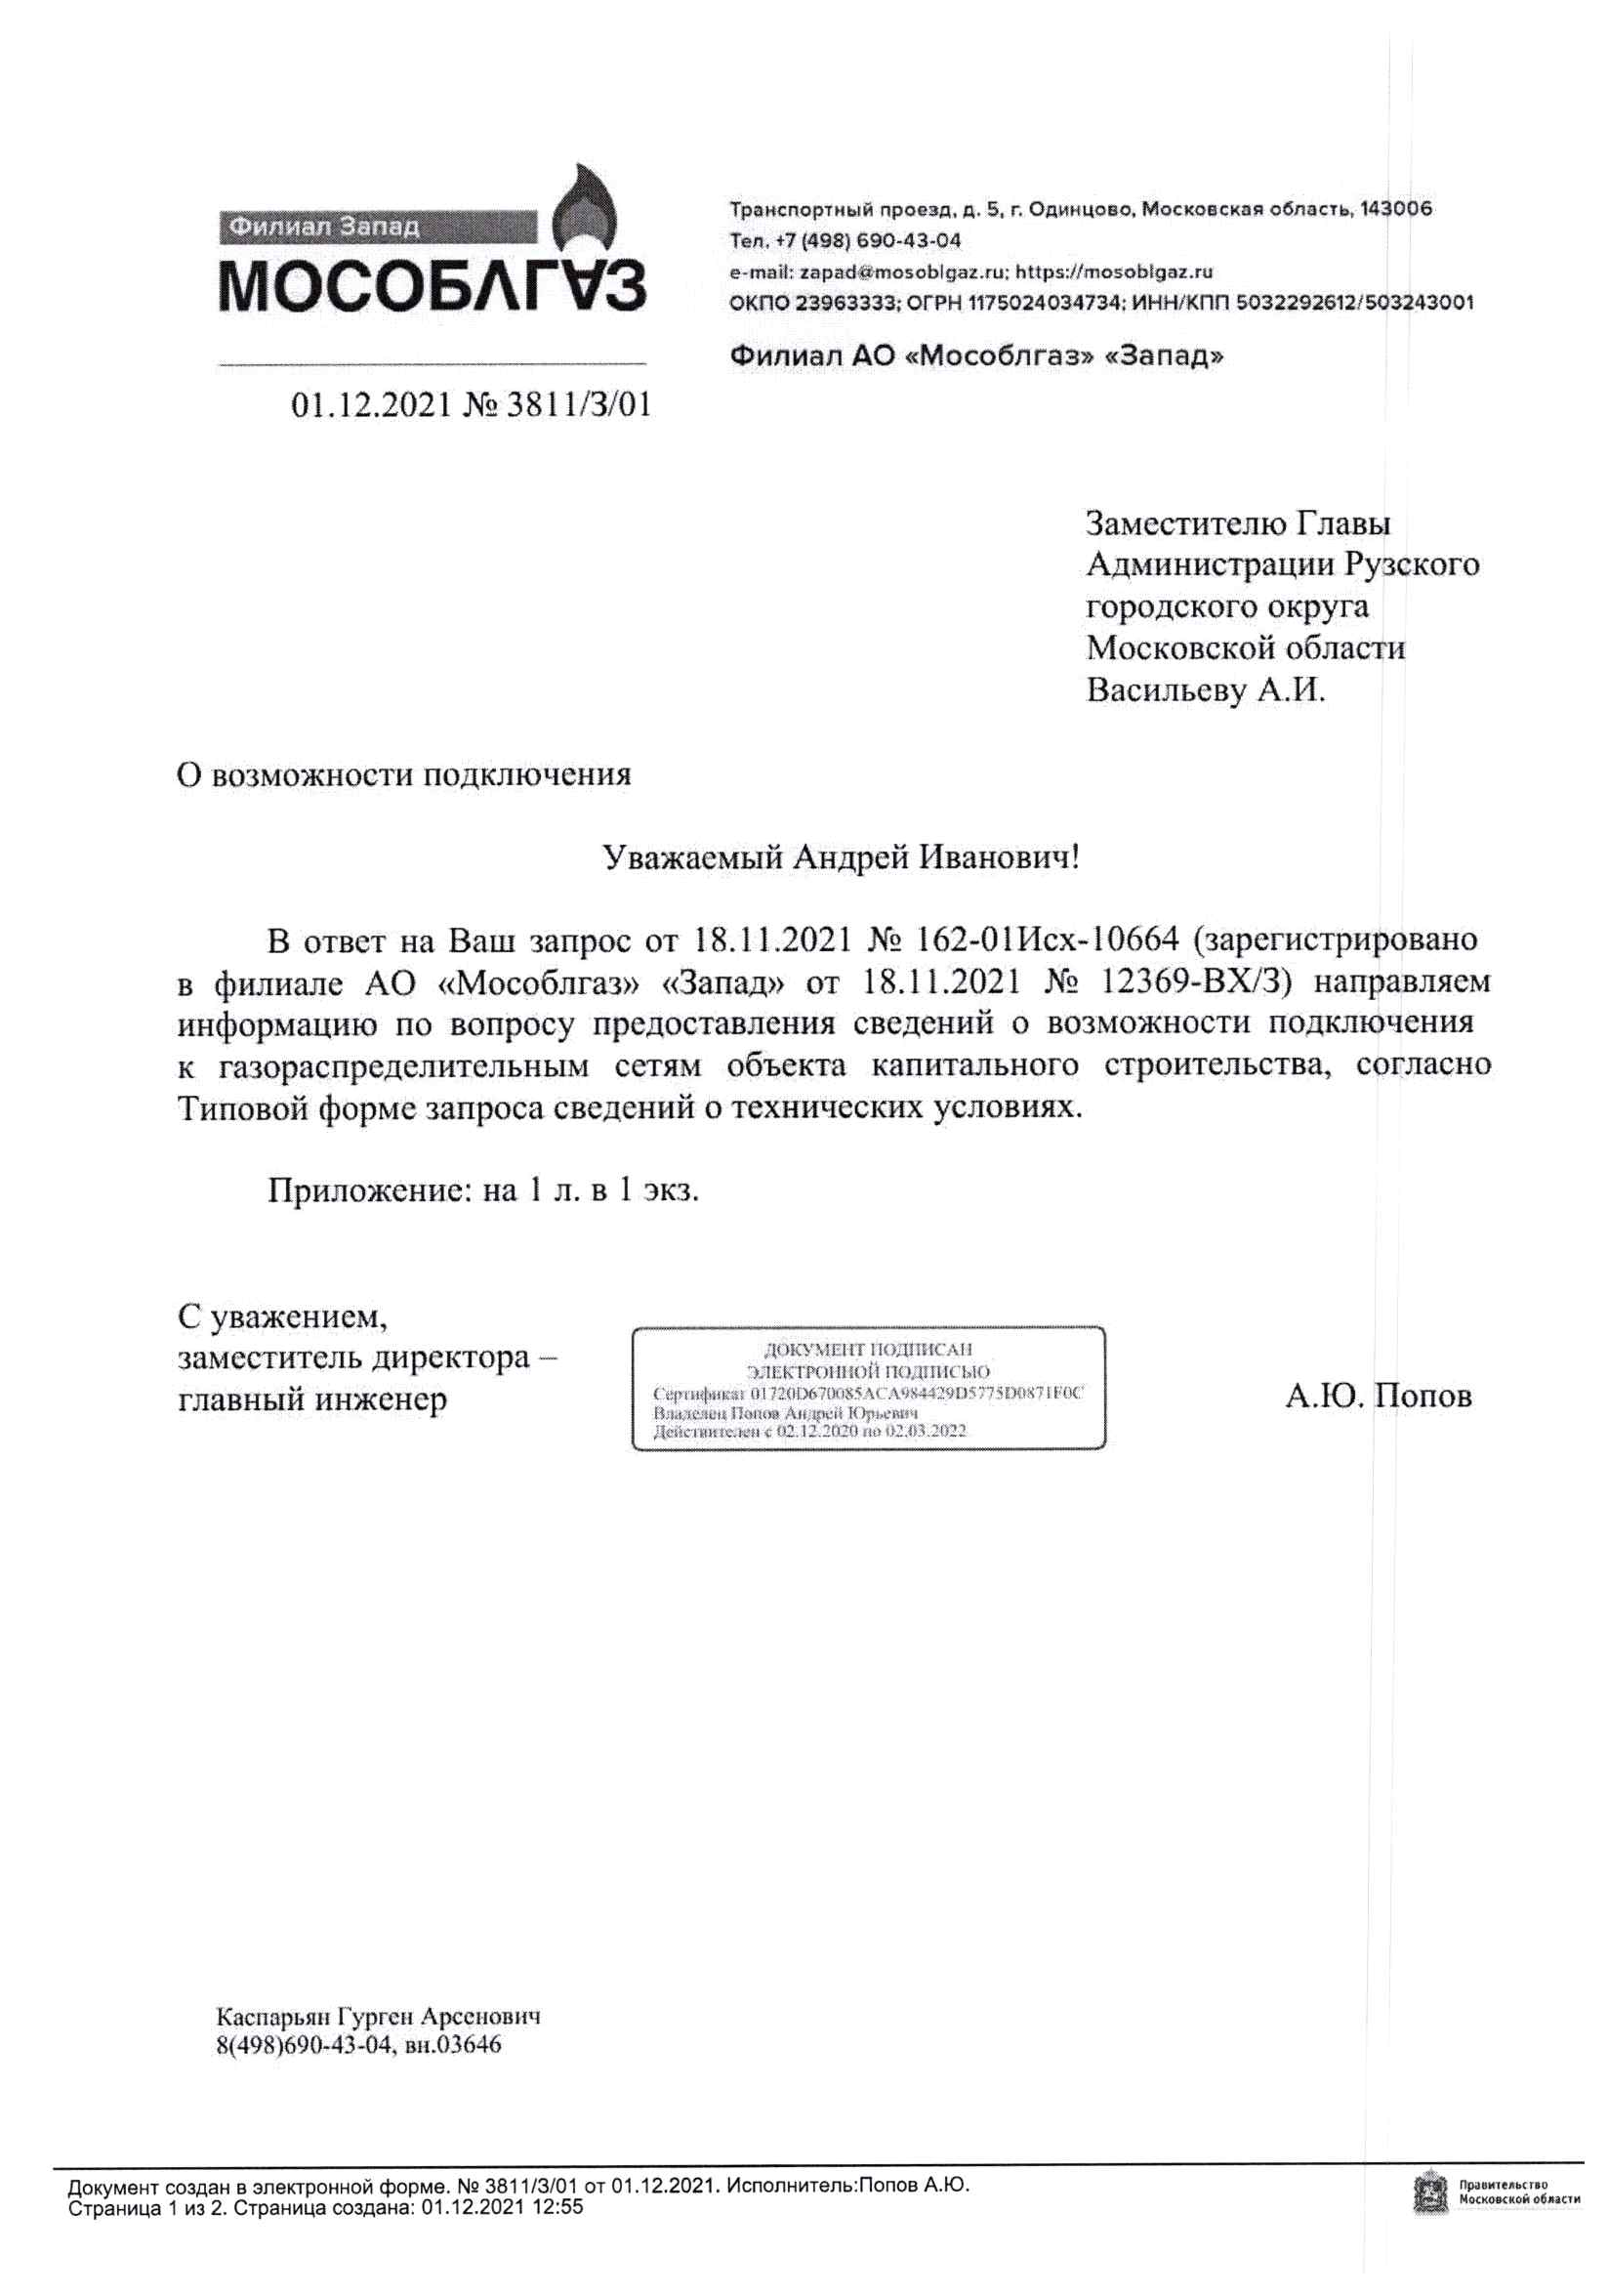 Филиал Запад
МОСОБЛГАЗ
Транспортный проезд, д. 5, г. Одинцово, Московская область, 143006
Тел. +7 (498) 690-43-04
e-mail: zapad@mosoblgaz.ru; https://mosoblgaz.ru
ОКПО 23963333; ОГРН 1175024034734; ИНН/КПП 5032292612/503243001
Филиал АО «Мособлгаз» «Запад»
01.12.2021 № 3811/З/01
Заместителю Главы
Администрации Рузского
городского округа
Московской области
Васильеву А.И.
О возможности подключения
Уважаемый Андрей Иванович!
В ответ на Ваш запрос от 18.11.2021 № 162-01Исх-10664 (зарегистрировано
в филиале АО «Мособлгаз» «Запад» от 18.11.2021 № 12369-ВХ/З) направляем
информацию по вопросу предоставления сведений о возможности подключения
к газораспределительным сетям объекта капитального строительства, согласно
Типовой форме запроса сведений о технических условиях.
Приложение: на 1 л. в 1 экз.
С уважением,
заместитель директора –
главный инженер
ДОКУМЕНТ ПОДПИСАН
ЭЛЕКТРОННОЙ ПОДПИСЬЮ
Сертификат 01720D670085ACA984429D5775D0871F0C
Владелец Попов Андрей Юрьевич
Действителен с 02.12.2020 по 02.03.2022
А.Ю. Попов
Каспарьян Гурген Арсенович
8(498)690-43-04, вн.03646
Документ создан в электронной форме. № 3811/З/01 от 01.12.2021. Исполнитель:Попов А.Ю.
Страница 1 из 2. Страница создана: 01.12.2021 12:55
Правительство
Московской области